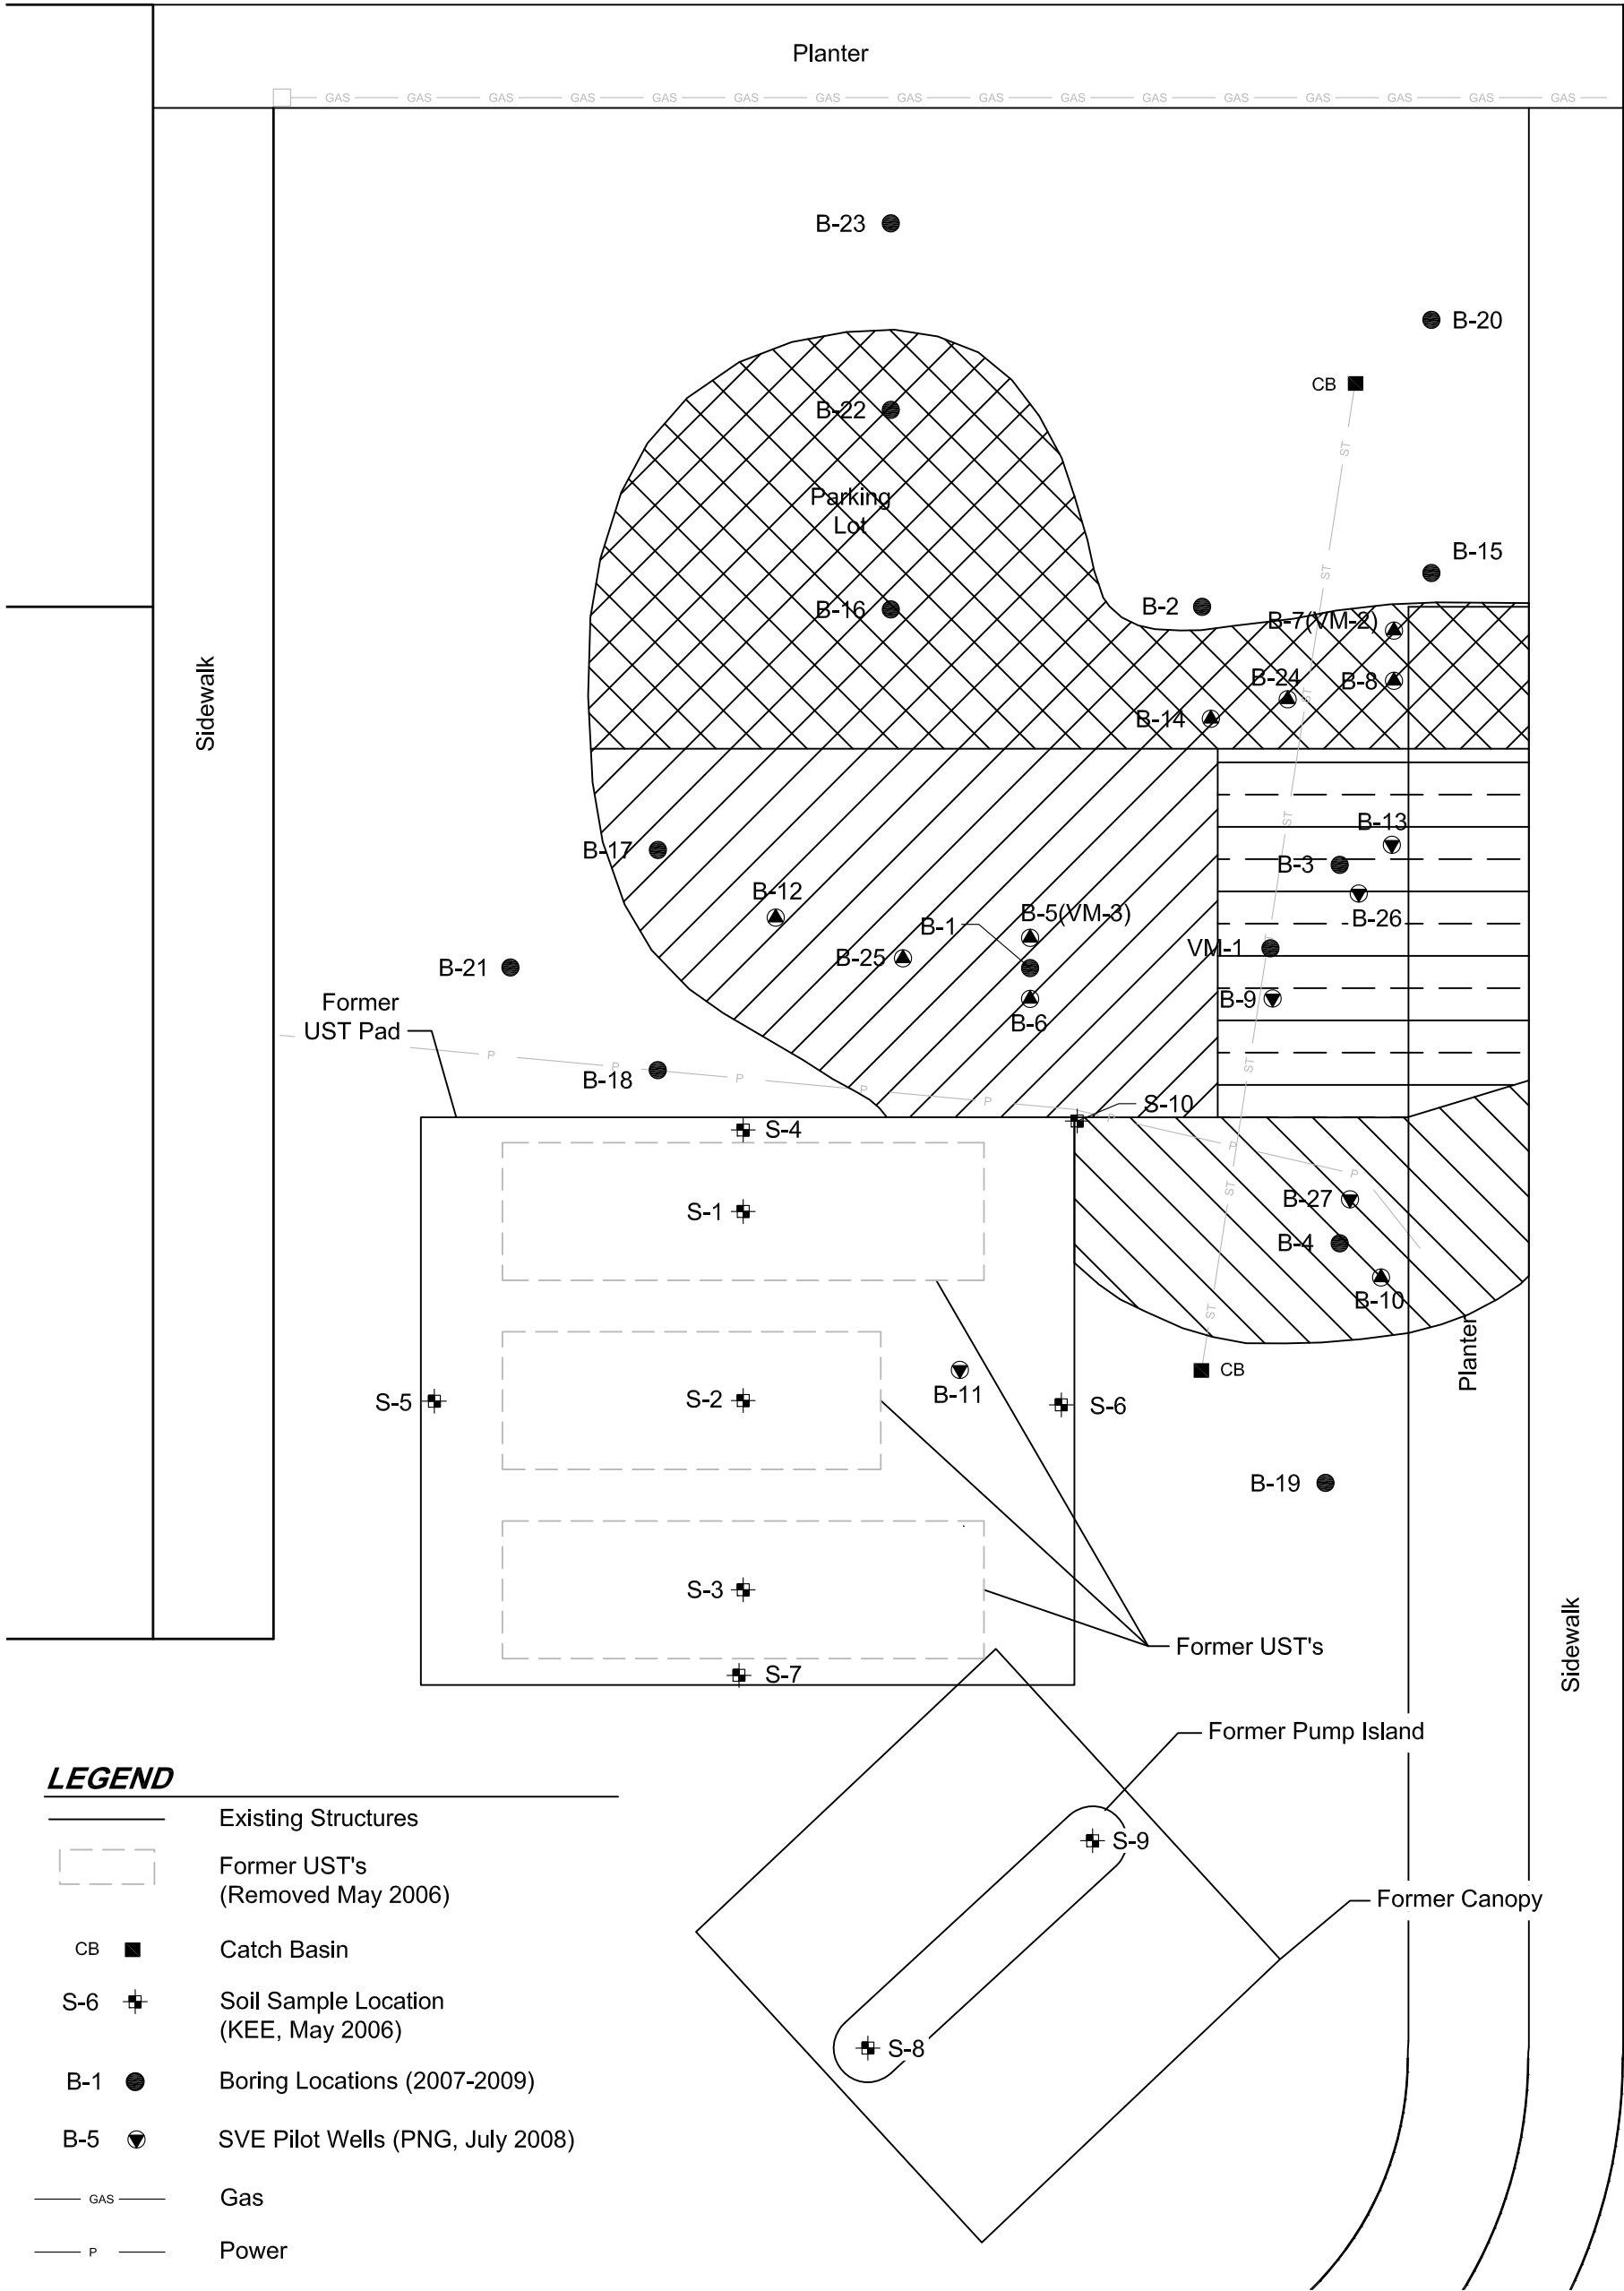 Planter
GAS GAS GAS GAS GAS GAS GAS GAS GAS GAS GAS GAS GAS GAS GAS GAS
B-23
B-20
CB
B-22
ST
Parking
Lot
B-15
ST
B-16
B-2
B-7(VM-2)
Sidewalk
B-24
B-8
ST
B-14
ST
B-13
B-17
B-3
B-12
B-5(VM-3)
B-26
B-1
VM-1
B-25
B-21
B-9
Former
UST Pad
B-6
P P P P P P P P
ST
B-18
S-10
S-4
ST
S-1
B-27
B-4
B-10
ST
Planter
CB
B-11
S-5
S-2
S-6
B-19
S-3
Sidewalk
Former UST's
S-7
Former Pump Island
LEGEND
Existing Structures
S-9
Former UST's
(Removed May 2006)
Former Canopy
CB Catch Basin
S-6 Soil Sample Location
(KEE, May 2006)
S-8
B-1 Boring Locations (2007-2009)
B-5 SVE Pilot Wells (PNG, July 2008)
GAS Gas
P Power